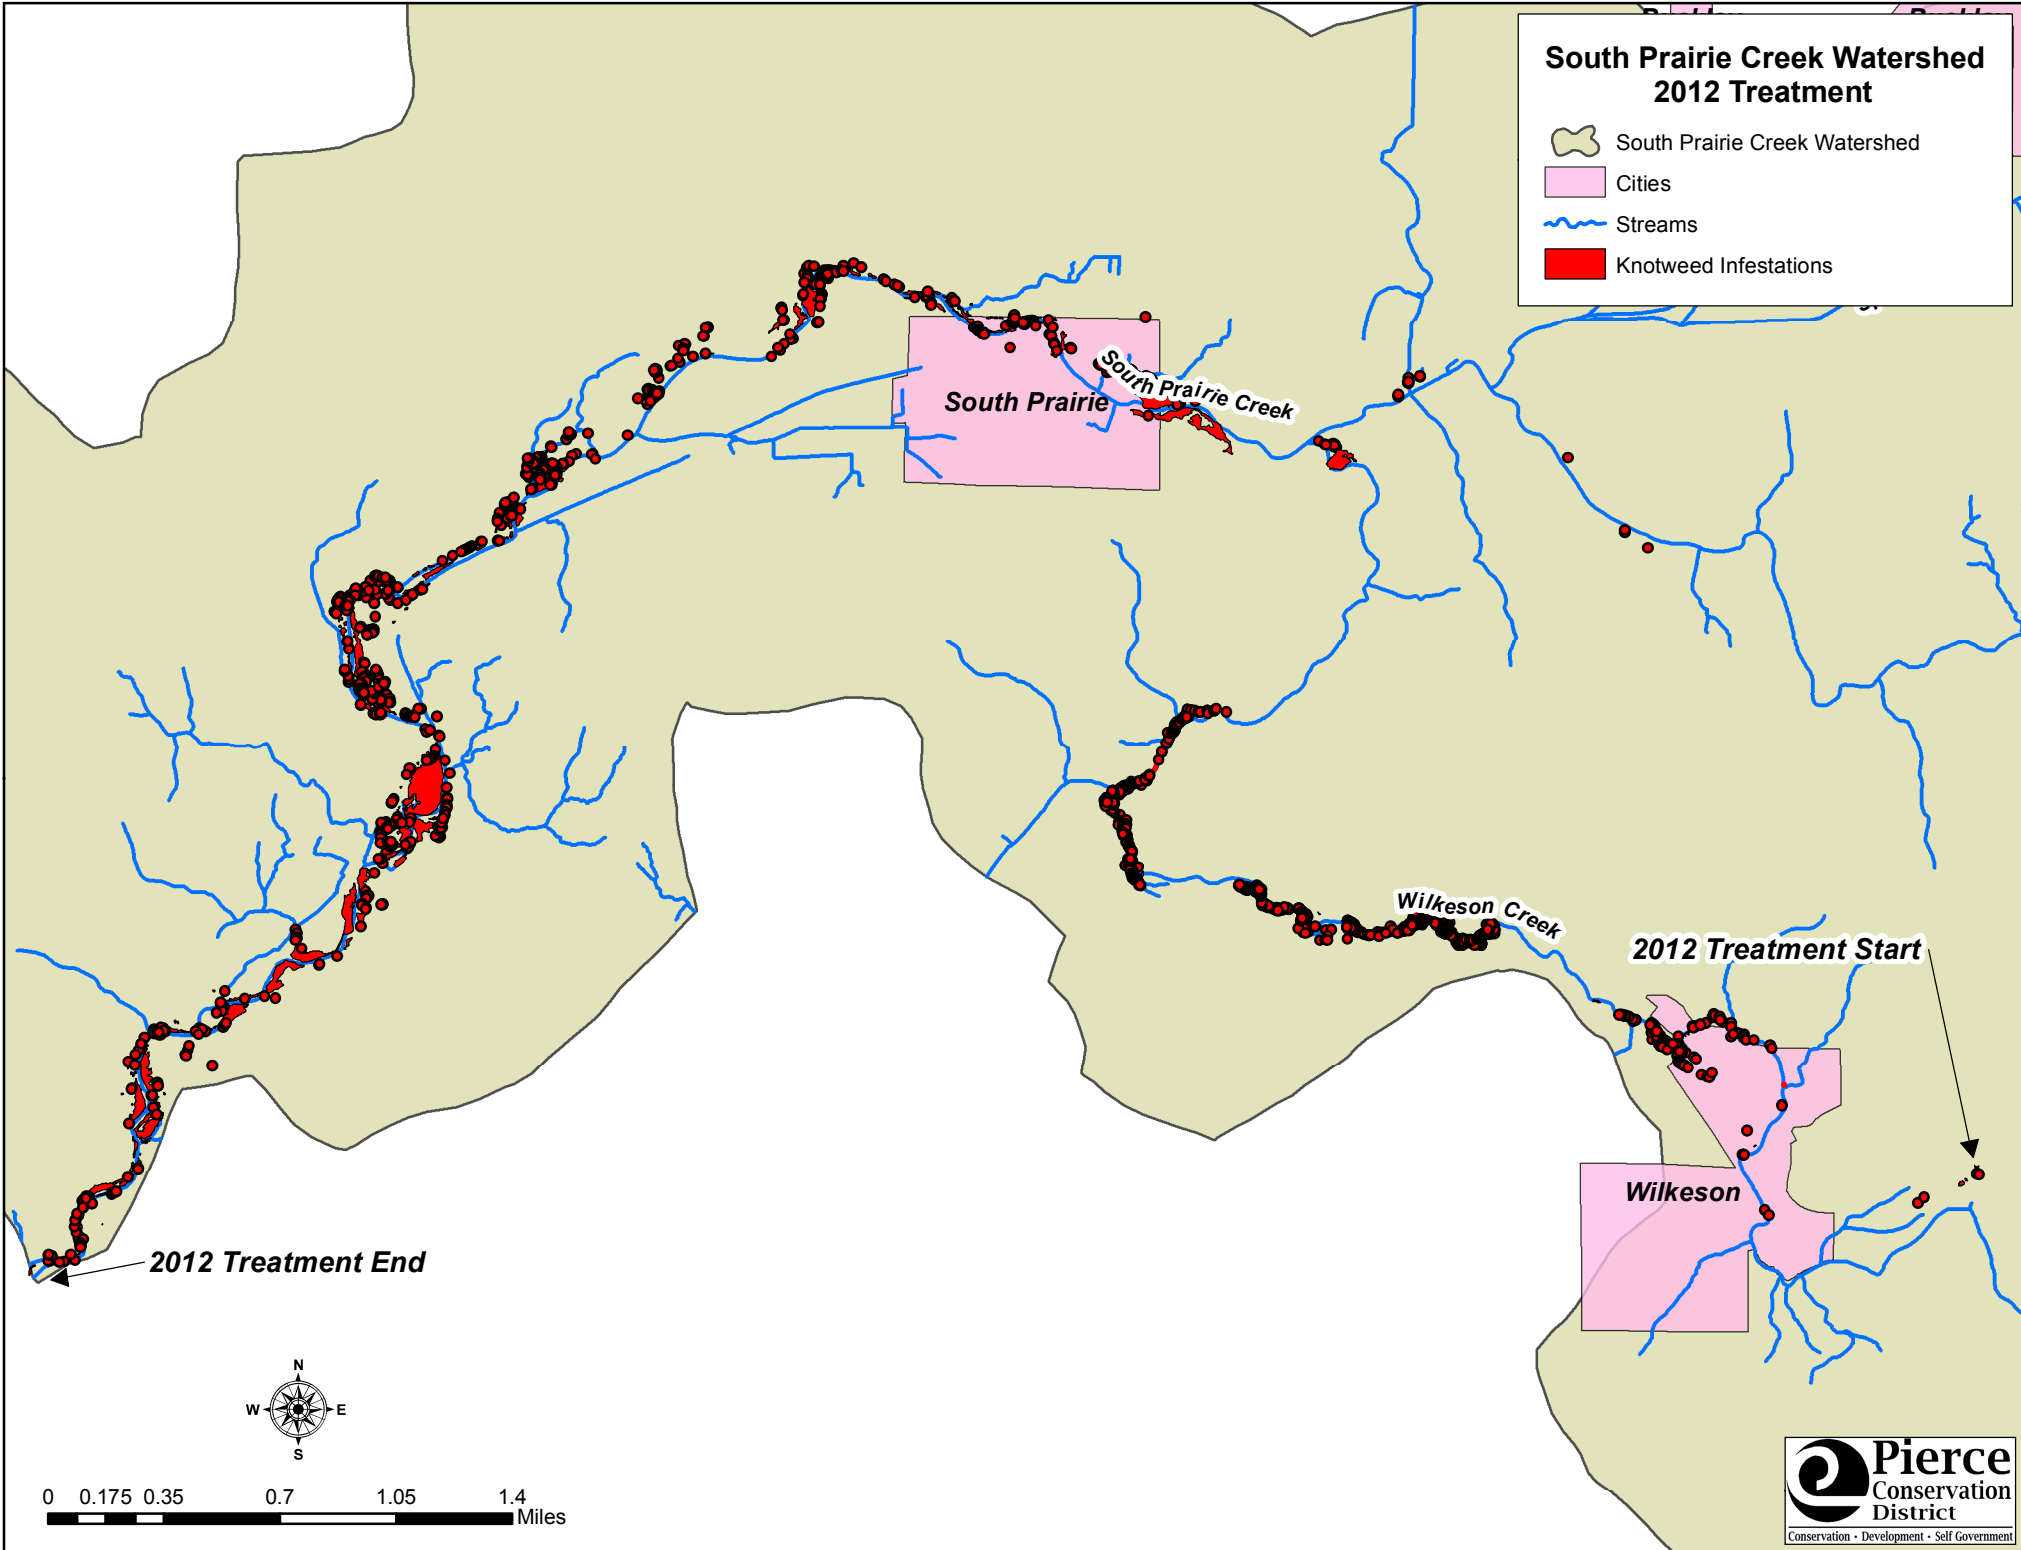 South Prairie Creek Watershed
2012 Treatment
South Prairie Creek Watershed
Cities
Streams
Knotweed Infestations
South Prairie
South Prairie Creek
Wilkeson Creek
2012 Treatment Start
Wilkeson
2012 Treatment End
N
W E
S
0 0.175 0.35 0.7 1.05 1.4
Miles
Pierce
Conservation
District
Conservation · Development · Self Government